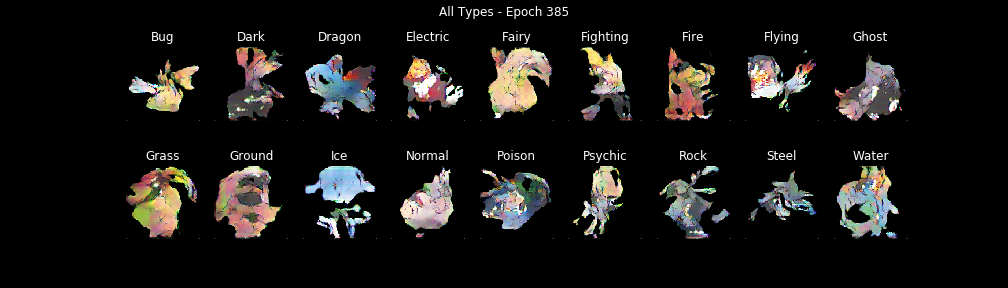 All Types - Epoch 385
Bug Dark Dragon Electric Fairy Fighting Fire Flying Ghost
Grass Ground Ice Normal Poison Psychic Rock Steel Water